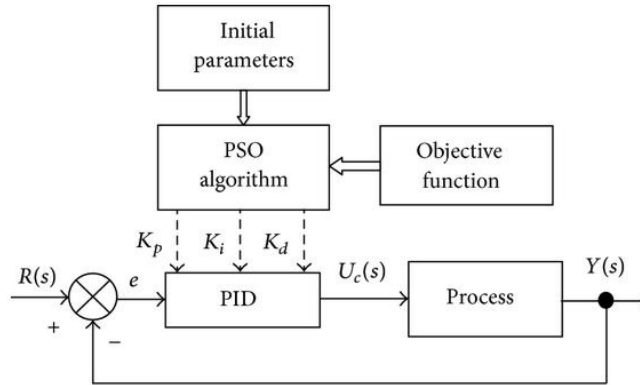 Initial
parameters
PSO
algorithm
Objective
function
K_p K_i K_d
R(s) e PID U_c(s) Process Y(s)
+ −